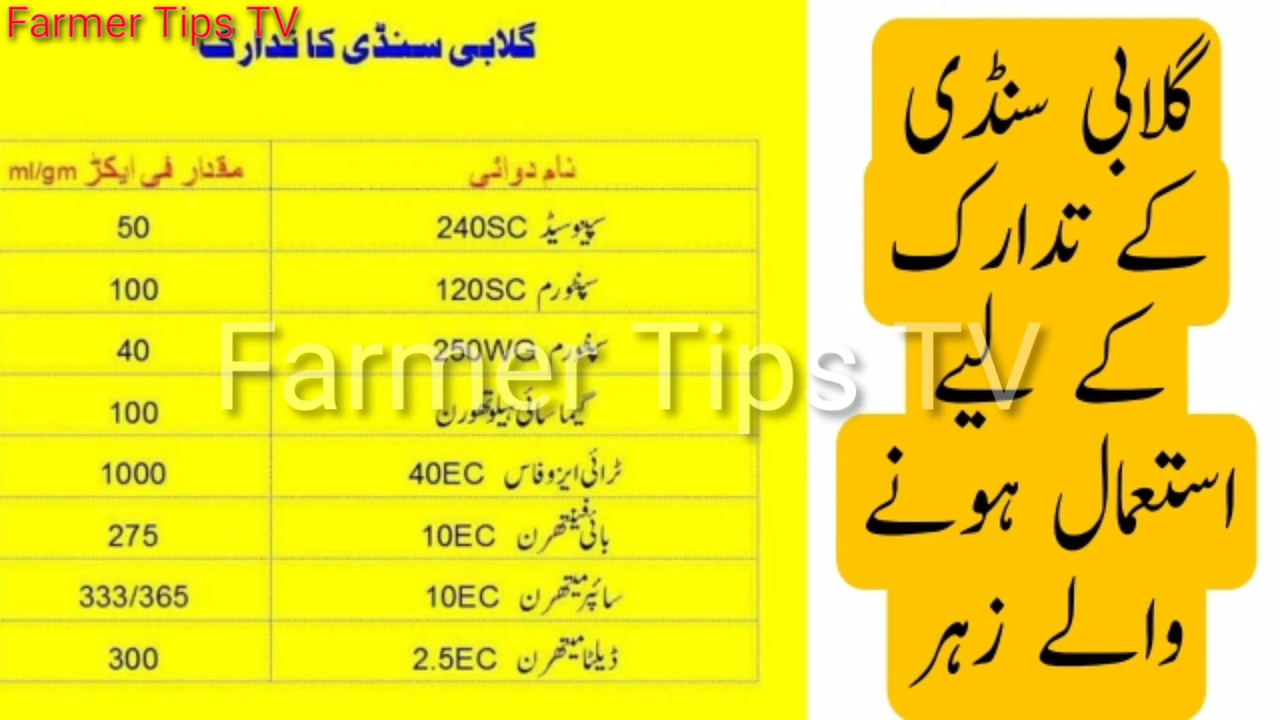 Farmer Tips TV
گلابی سنڈی کا تدارک
نام دوائی مقدار فی ایکڑ ml/gm
سپینوسیڈ 240SC 50
سپنٹورم 120SC 100
سپنٹورم 250WG 40
گیما سائی ہیلوتھورن 100
ٹرائی ایزوفاس 40EC 1000
بائی فینتھرن 10EC 275
سائپرمیتھرن 10EC 333/365
ڈیلٹامیتھرن 2.5EC 300
Farmer Tips TV
گلابی سنڈی
کے تدارک
کے لیے
استعمال ہونے
والے زہر